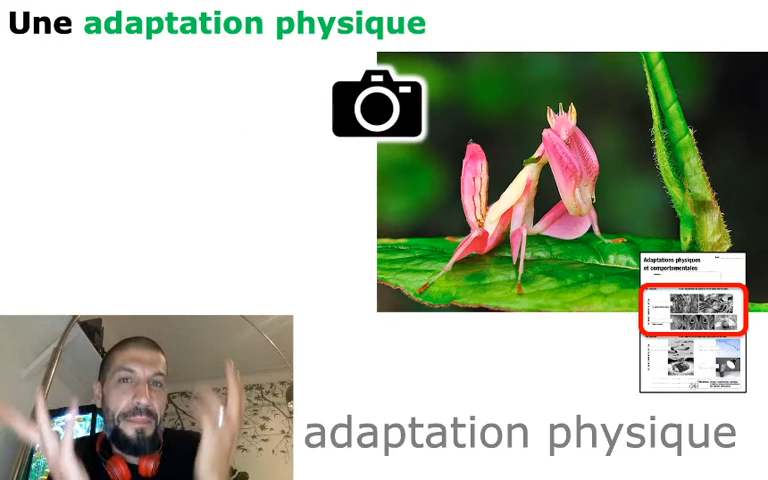 Une adaptation physique
Adaptations physiques
et comportementales
adaptation physique